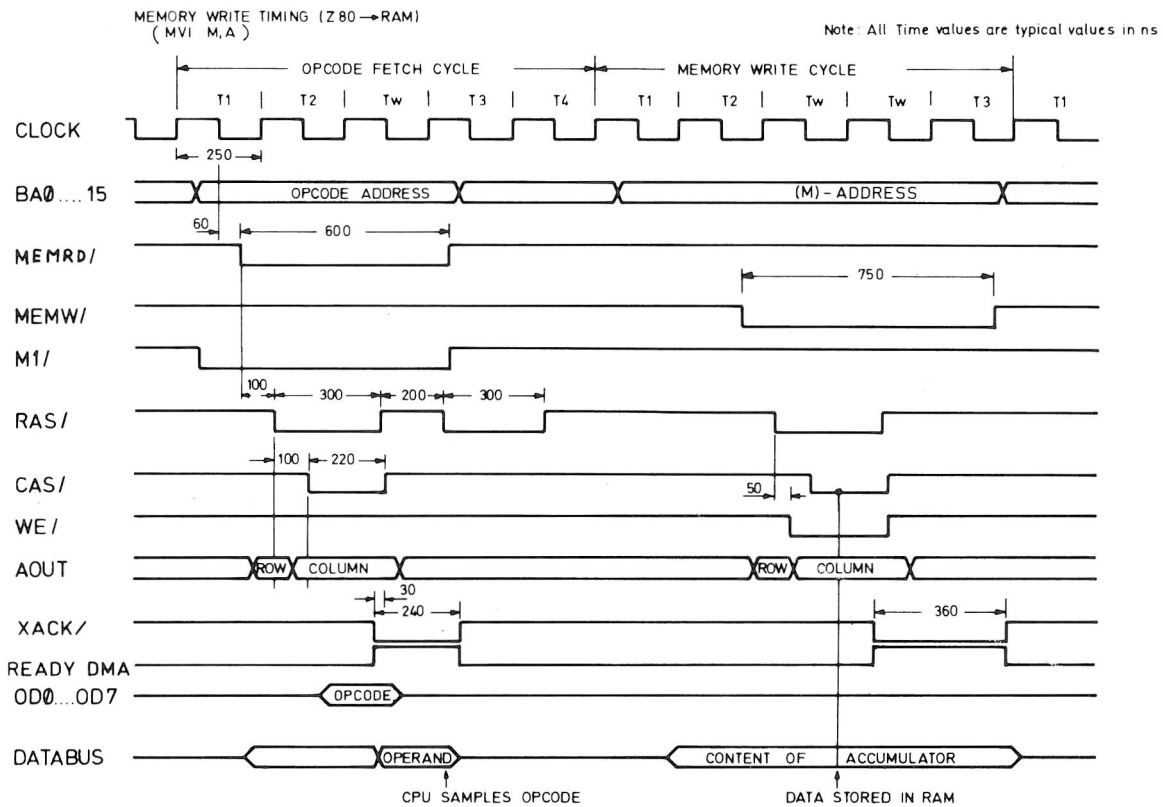 MEMORY WRITE TIMING (Z80→RAM)
( MVI M,A )
Note: All Time values are typical values in ns
OPCODE FETCH CYCLE
MEMORY WRITE CYCLE
T1 T2 Tw T3 T4 T1 T2 Tw Tw T3 T1
CLOCK
250
BA0....15 OPCODE ADDRESS (M)-ADDRESS
60 600
MEMRD/
750
MEMW/
M1/
100 300 200 300
RAS/
100 220
CAS/
50
WE/
AOUT ROW COLUMN ROW COLUMN
30
240 360
XACK/
READY DMA
OD0....OD7 OPCODE
DATABUS OPERAND CONTENT OF ACCUMULATOR
CPU SAMPLES OPCODE DATA STORED IN RAM